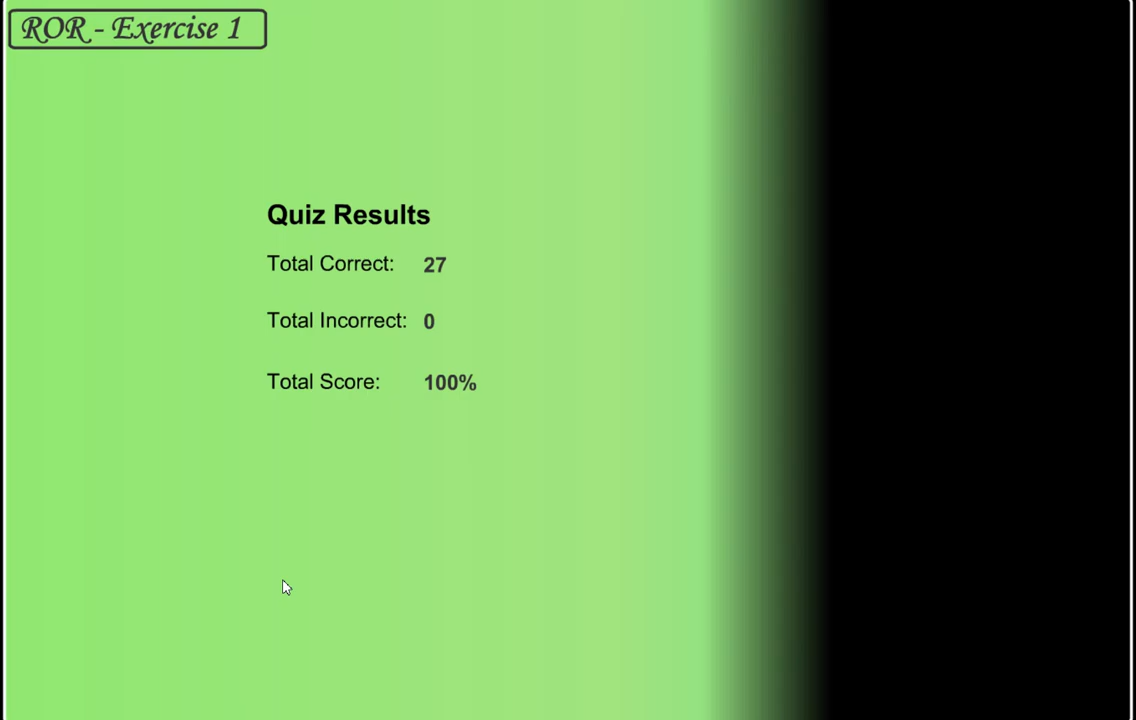 ROR - Exercise 1
Quiz Results
Total Correct: 27
Total Incorrect: 0
Total Score: 100%